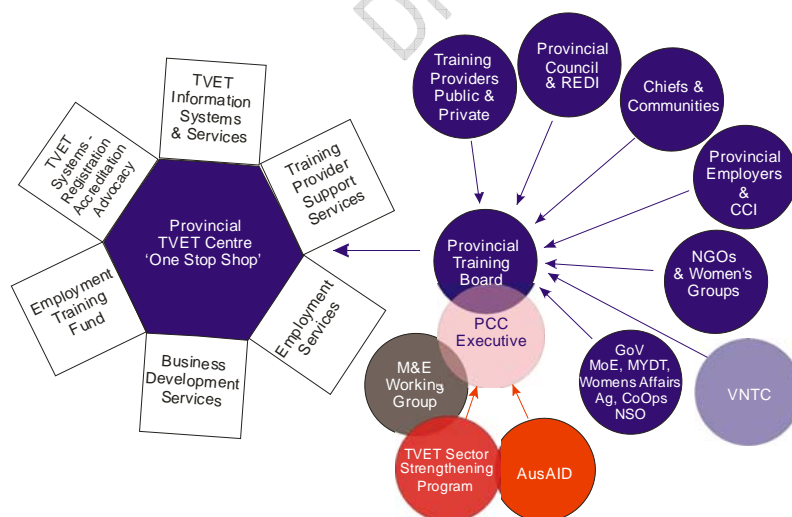 TVET
Information
Systems
& Services
TVET
Systems -
Registration
Accreditation
Advocacy
Training
Provider
Support
Services
Provincial
TVET Centre
‘One Stop Shop’
Employment
Training
Fund
Business
Development
Services
Employment
Services
Training
Providers
Public &
Private
Provincial
Council
& REDI
Chiefs &
Communities
Provincial
Employers
&
CCI
NGOs
& Women's
Groups
Provincial
Training
Board
PCC
Executive
M&E
Working
Group
GoV
MoE, MYDT,
Womens Affairs
Ag, CoOps
NSO
VNTC
TVET Sector
Strengthening
Program
AusAID